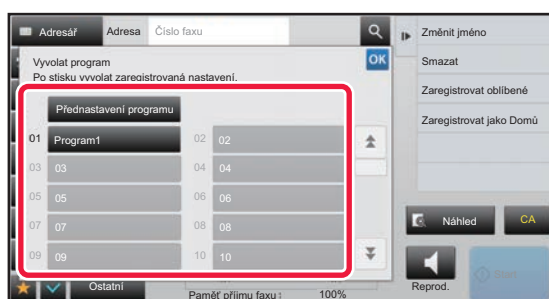 Adresář Adresa Číslo faxu
Změnit jméno
Vyvolat program OK
Smazat
Po stisku vyvolat zaregistrovaná nastavení.
Zaregistrovat oblíbené
Přednastavení programu
Zaregistrovat jako Domů
01 Program1 02 02
03 03 04 04
05 05 06 06
07 07 08 08
Náhled CA
09 09 10 10
Start
Ostatní
Paměť příjmu faxu: 100%
Reprod.